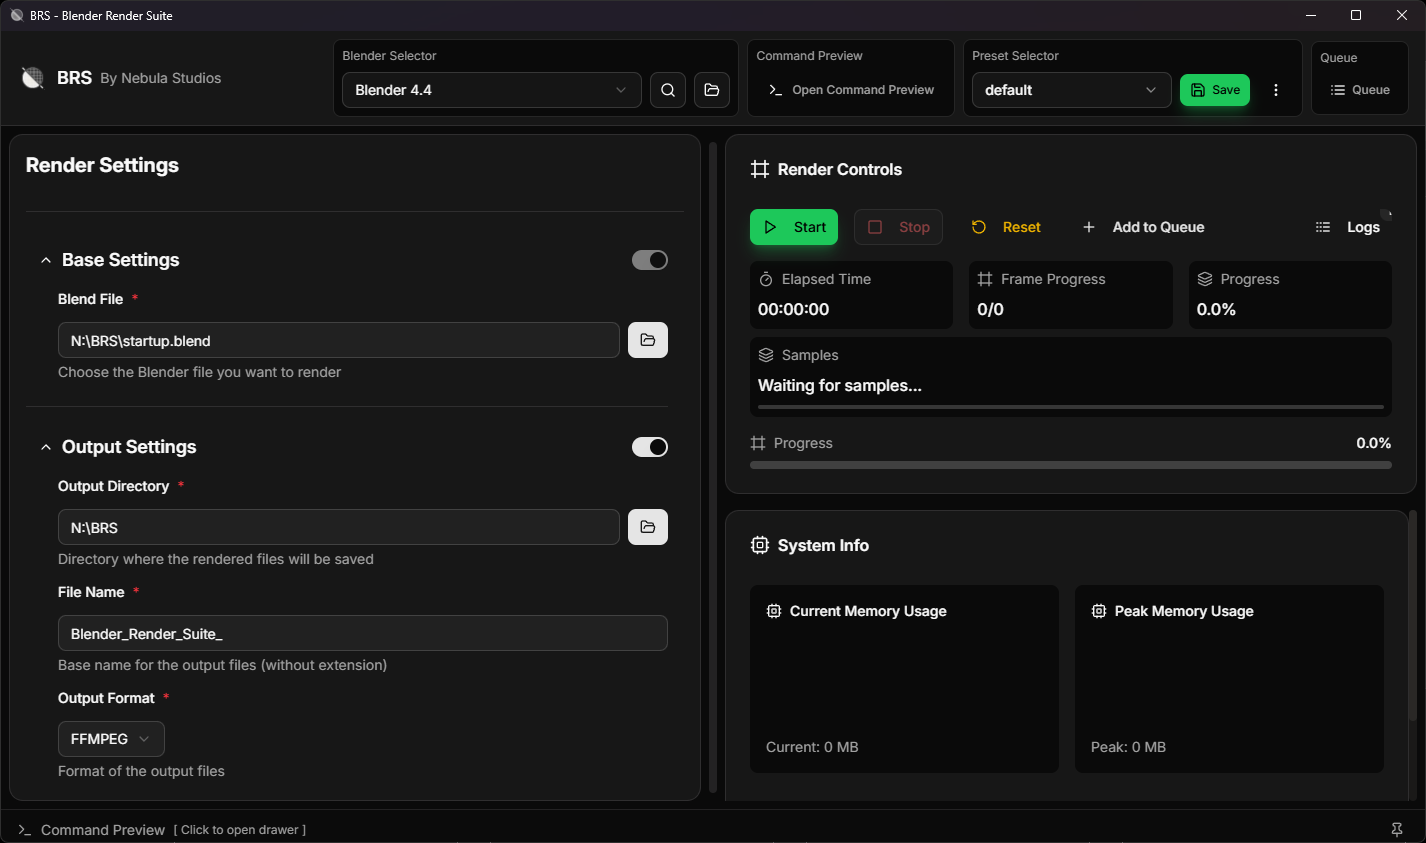 BRS - Blender Render Suite
BRS By Nebula Studios
Blender Selector
Blender 4.4
Command Preview
Open Command Preview
Preset Selector
default
Save
Queue
Queue
Render Settings
Base Settings
Blend File *
N:\BRS\startup.blend
Choose the Blender file you want to render
Output Settings
Output Directory *
N:\BRS
Directory where the rendered files will be saved
File Name *
Blender_Render_Suite_
Base name for the output files (without extension)
Output Format *
FFMPEG
Format of the output files
Render Controls
Start
Stop
Reset
Add to Queue
Logs
Elapsed Time
00:00:00
Frame Progress
0/0
Progress
0.0%
Samples
Waiting for samples...
Progress
0.0%
System Info
Current Memory Usage
Current: 0 MB
Peak Memory Usage
Peak: 0 MB
Command Preview [ Click to open drawer ]